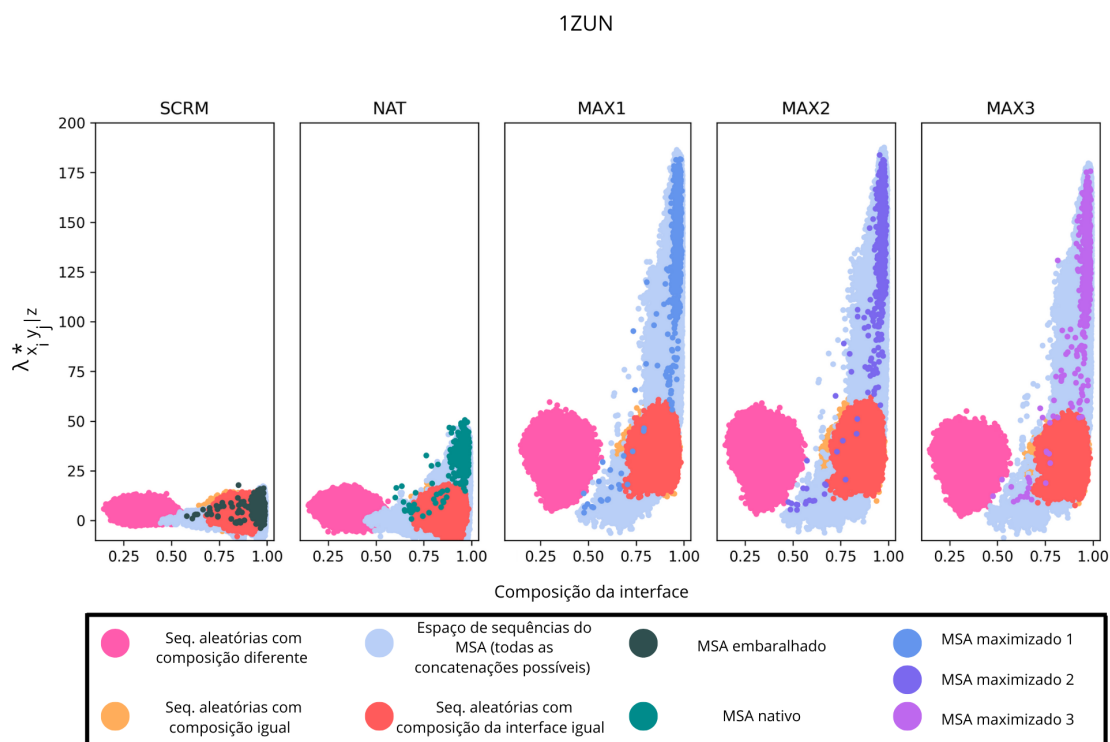 1ZUN
SCRM NAT MAX1 MAX2 MAX3
200
175
150
125
100
75
50
25
0
λ*xᵢyⱼ|z
0.25 0.50 0.75 1.00 0.25 0.50 0.75 1.00 0.25 0.50 0.75 1.00 0.25 0.50 0.75 1.00 0.25 0.50 0.75 1.00
Composição da interface
Seq. aleatórias com
composição diferente
Espaço de sequências do
MSA (todas as
concatenações possíveis)
MSA embaralhado
MSA maximizado 1
MSA maximizado 2
Seq. aleatórias com
composição igual
Seq. aleatórias com
composição da interface igual
MSA nativo
MSA maximizado 3